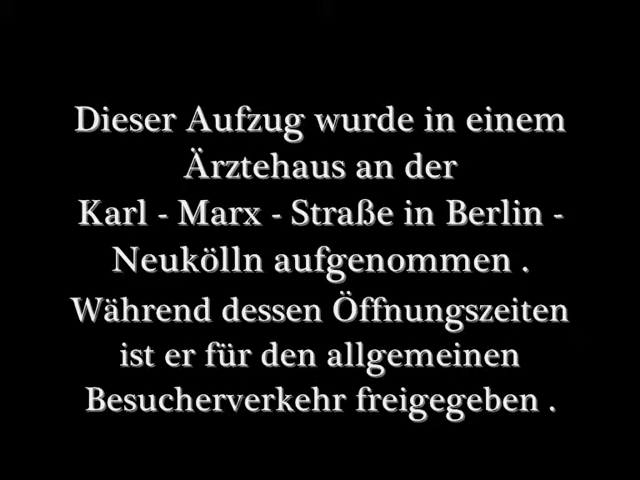 Dieser Aufzug wurde in einem
Ärztehaus an der
Karl - Marx - Straße in Berlin -
Neukölln aufgenommen .
Während dessen Öffnungszeiten
ist er für den allgemeinen
Besucherverkehr freigegeben .